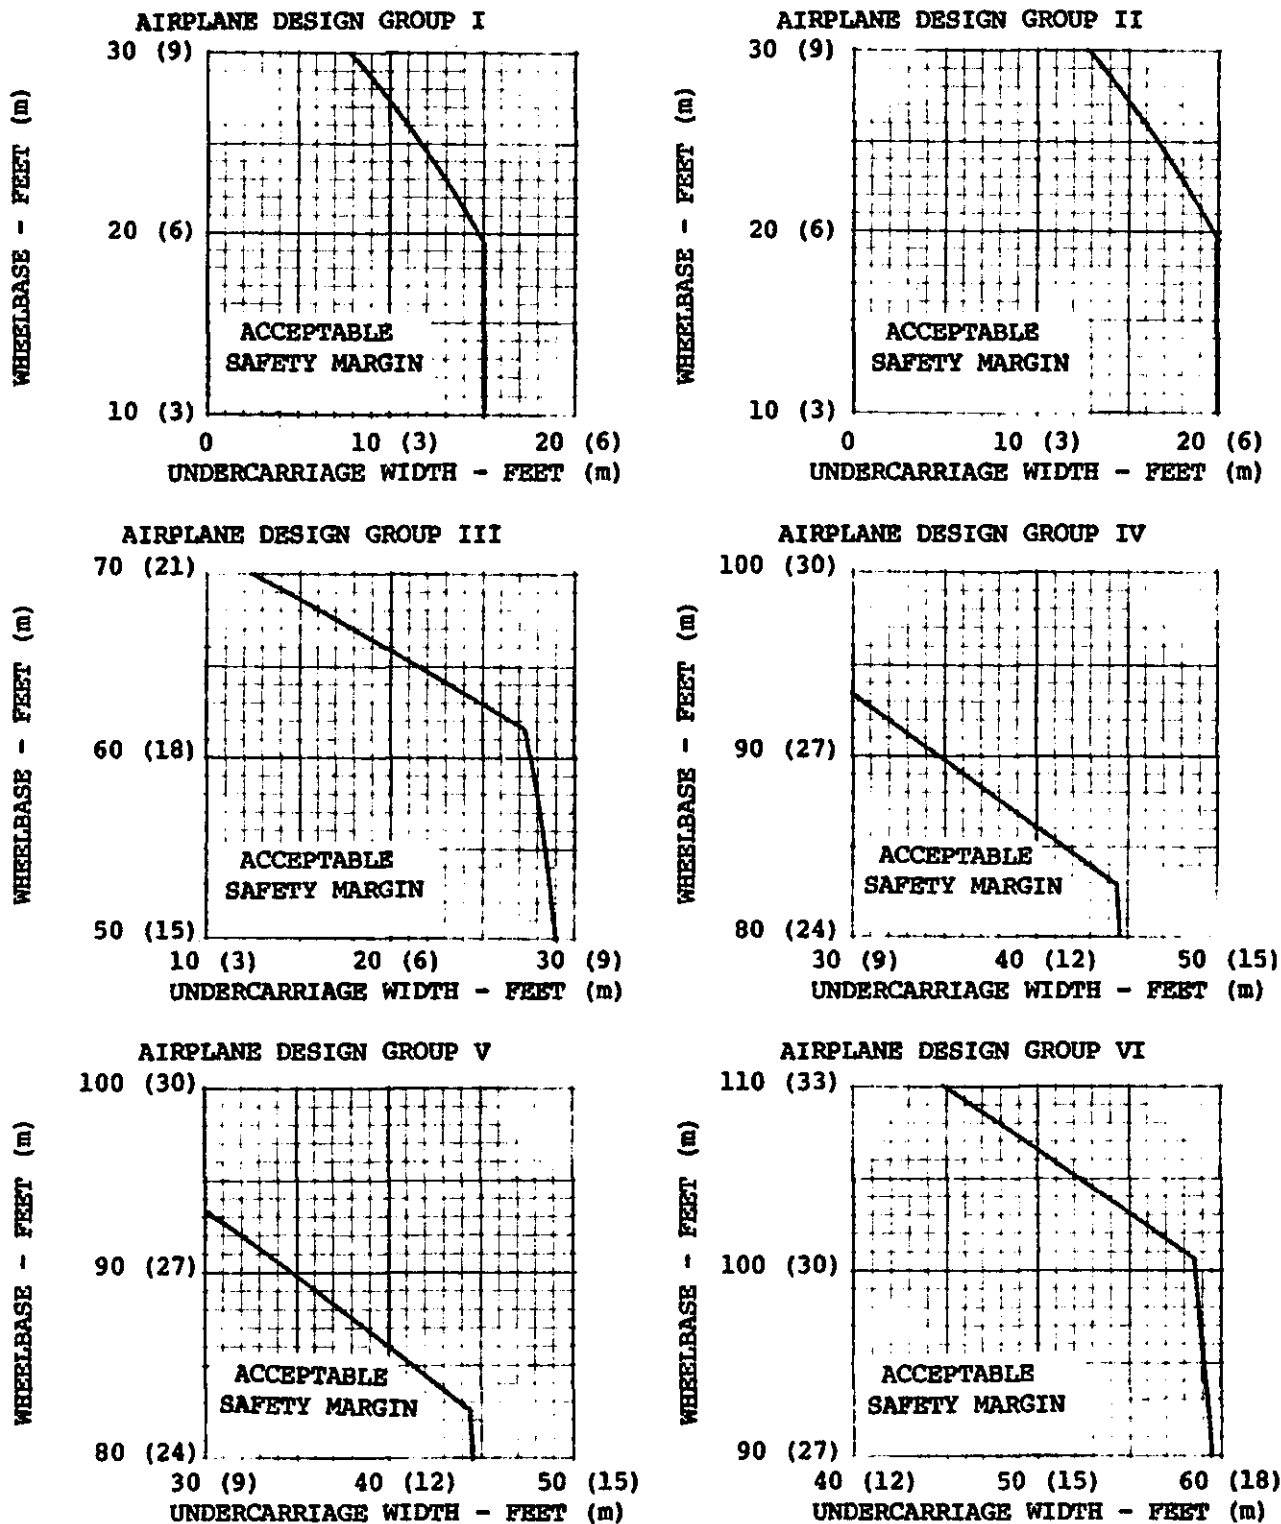 AIRPLANE DESIGN GROUP I
30 (9)
20 (6)
10 (3)
WHEELBASE - FEET (m)
ACCEPTABLE
SAFETY MARGIN
0 10 (3) 20 (6)
UNDERCARRIAGE WIDTH - FEET (m)
AIRPLANE DESIGN GROUP II
30 (9)
20 (6)
10 (3)
WHEELBASE - FEET (m)
ACCEPTABLE
SAFETY MARGIN
0 10 (3) 20 (6)
UNDERCARRIAGE WIDTH - FEET (m)
AIRPLANE DESIGN GROUP III
70 (21)
60 (18)
50 (15)
WHEELBASE - FEET (m)
ACCEPTABLE
SAFETY MARGIN
10 (3) 20 (6) 30 (9)
UNDERCARRIAGE WIDTH - FEET (m)
AIRPLANE DESIGN GROUP IV
100 (30)
90 (27)
80 (24)
WHEELBASE - FEET (m)
ACCEPTABLE
SAFETY MARGIN
30 (9) 40 (12) 50 (15)
UNDERCARRIAGE WIDTH - FEET (m)
AIRPLANE DESIGN GROUP V
100 (30)
90 (27)
80 (24)
WHEELBASE - FEET (m)
ACCEPTABLE
SAFETY MARGIN
30 (9) 40 (12) 50 (15)
UNDERCARRIAGE WIDTH - FEET (m)
AIRPLANE DESIGN GROUP VI
110 (33)
100 (30)
90 (27)
WHEELBASE - FEET (m)
ACCEPTABLE
SAFETY MARGIN
40 (12) 50 (15) 60 (18)
UNDERCARRIAGE WIDTH - FEET (m)